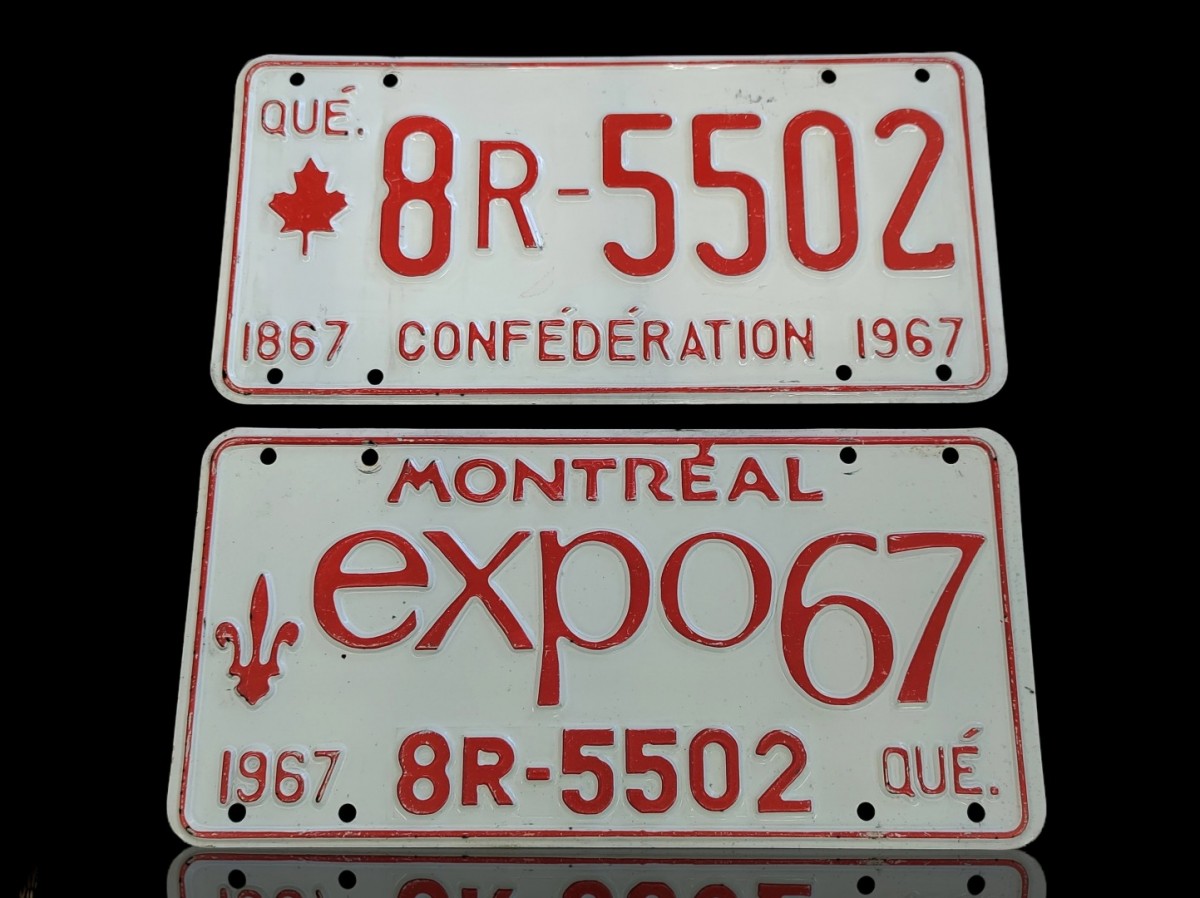 QUÉ.
8R-5502
1867 CONFÉDÉRATION 1967
MONTRÉAL
expo67
1967 8R-5502 QUÉ.